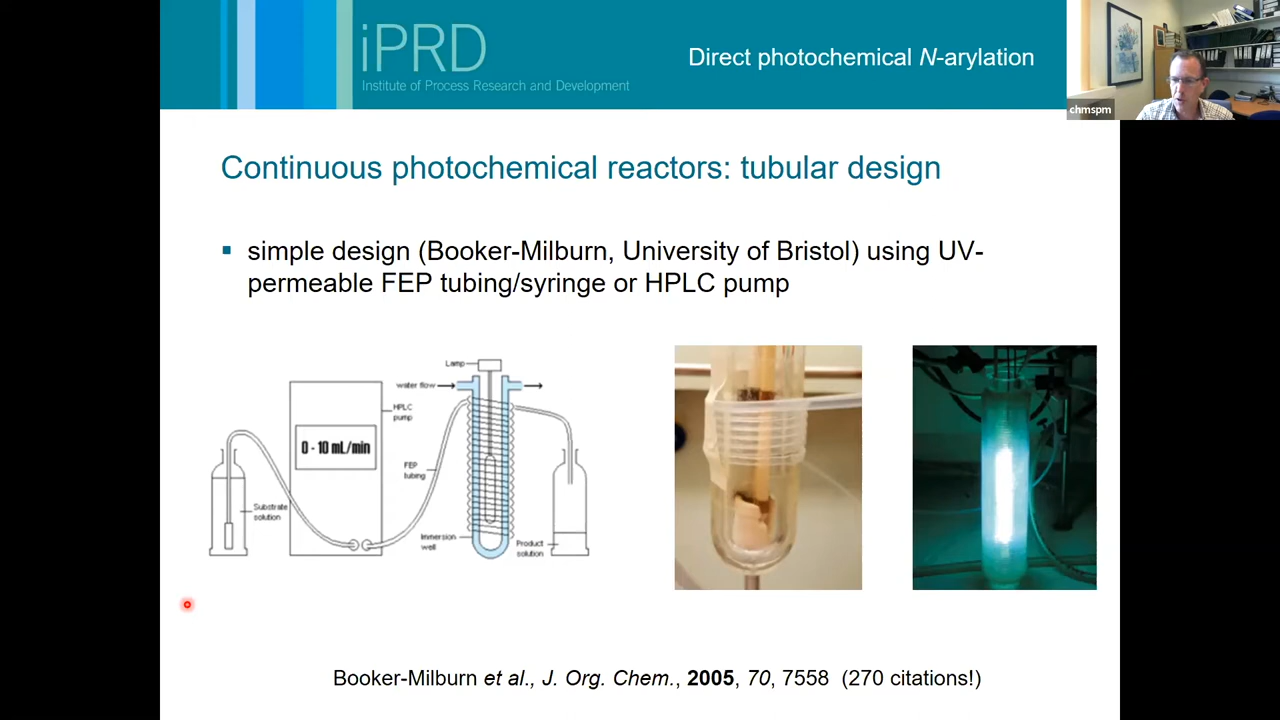 iPRD
Institute of Process Research and Development
Direct photochemical N-arylation
chmspm
Continuous photochemical reactors: tubular design
simple design (Booker-Milburn, University of Bristol) using UV-
permeable FEP tubing/syringe or HPLC pump
Lamp
water flow
HPLC
pump
0 - 10 mL/min
FEP
tubing
Substrate
solution
Immersion
well
Product
solution
Booker-Milburn et al., J. Org. Chem., 2005, 70, 7558 (270 citations!)